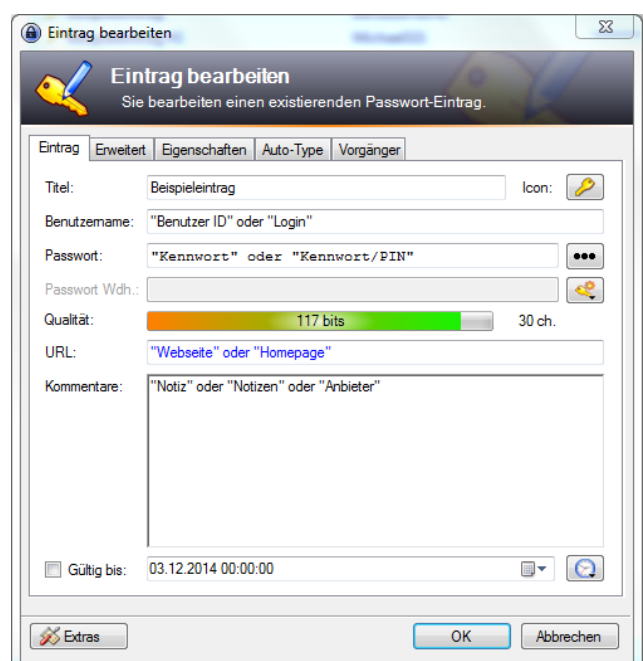 Eintrag bearbeiten
Eintrag bearbeiten
Sie bearbeiten einen existierenden Passwort-Eintrag.
Eintrag Erweitert Eigenschaften Auto-Type Vorgänger
Titel: Beispieleintrag Icon:
Benutzername: "Benutzer ID" oder "Login"
Passwort: "Kennwort" oder "Kennwort/PIN"
Passwort Wdh.:
Qualität: 117 bits 30 ch.
URL: "Webseite" oder "Homepage"
Kommentare: "Notiz" oder "Notizen" oder "Anbieter"
Gültig bis: 03.12.2014 00:00:00
Extras OK Abbrechen